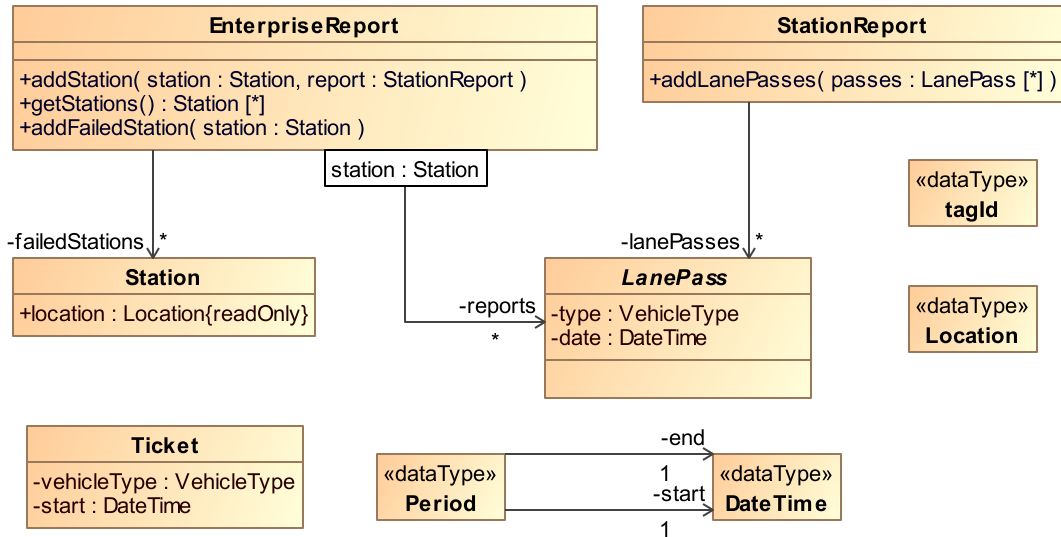 EnterpriseReport
+addStation( station : Station, report : StationReport )
+getStations() : Station [*]
+addFailedStation( station : Station )
StationReport
+addLanePasses( passes : LanePass [*] )
station : Station
«dataType»
tagId
-failedStations
*
-lanePasses
*
Station
+location : Location{readOnly}
-reports
*
LanePass
-type : VehicleType
-date : DateTime
«dataType»
Location
Ticket
-vehicleType : VehicleType
-start : DateTime
«dataType»
Period
-end
1
-start
1
«dataType»
DateTime